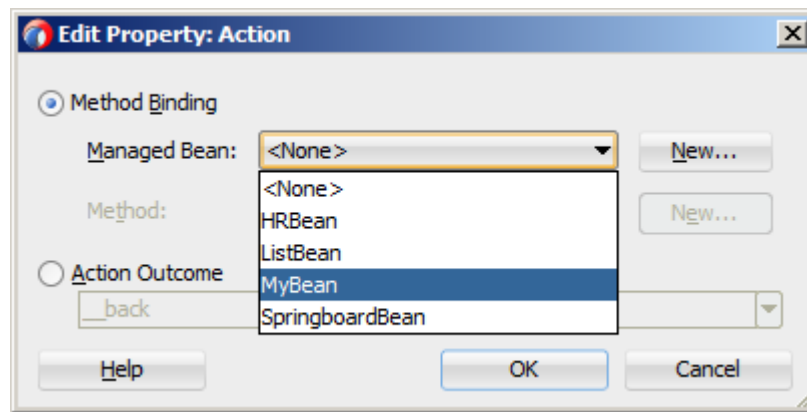 Edit Property: Action
Method Binding
Managed Bean: <None> New...
<None>
Method: New...
HRBean
ListBean
Action Outcome
MyBean
__back
SpringboardBean
Help OK Cancel